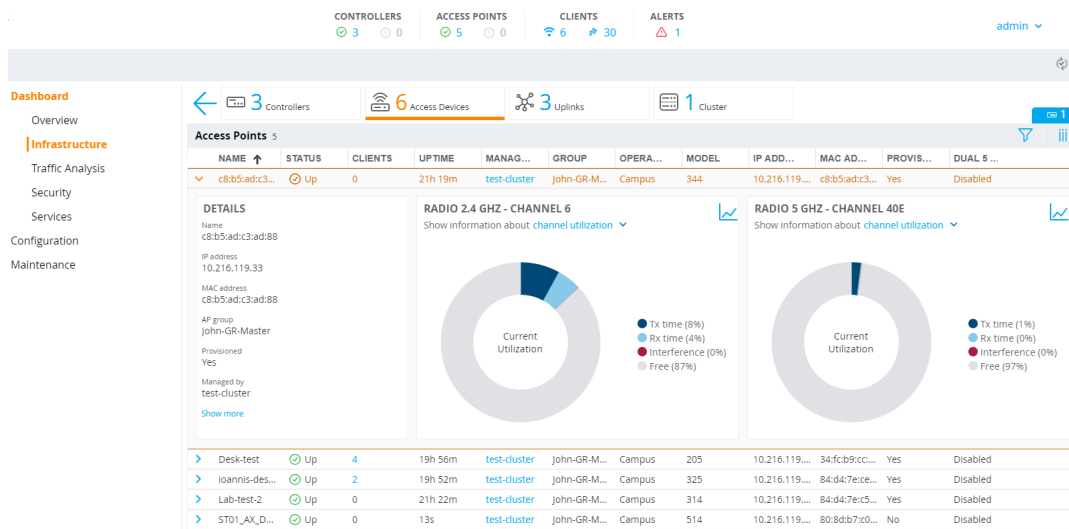 CONTROLLERS ACCESS POINTS CLIENTS ALERTS
3 0 5 0 6 30 1
admin
Dashboard
Overview
Infrastructure
Traffic Analysis
Security
Services
Configuration
Maintenance
3 Controllers 6 Access Devices 3 Uplinks 1 Cluster
1
Access Points 5
NAME STATUS CLIENTS UPTIME MANAG... GROUP OPERA... MODEL IP ADD... MAC AD... PROVIS... DUAL 5 ...
c8:b5:ad:c3... Up 0 21h 19m test-cluster John-GR-M... Campus 344 10.216.119.... c8:b5:ad:c3... Yes Disabled
DETAILS
Name
c8:b5:ad:c3:ad:88
IP address
10.216.119.33
MAC address
c8:b5:ad:c3:ad:88
AP group
John-GR-Master
Provisioned
Yes
Managed by
test-cluster
Show more
RADIO 2.4 GHZ - CHANNEL 6
Show information about channel utilization
Current
Utilization
Tx time (8%)
Rx time (4%)
Interference (0%)
Free (87%)
RADIO 5 GHZ - CHANNEL 40E
Show information about channel utilization
Current
Utilization
Tx time (1%)
Rx time (0%)
Interference (0%)
Free (97%)
Desk-test Up 4 19h 56m test-cluster John-GR-M... Campus 205 10.216.119.... 34:fc:b9:cc:... Yes Disabled
ioannis-des... Up 2 19h 52m test-cluster John-GR-M... Campus 325 10.216.119.... 84:d4:7e:ce... Yes Disabled
Lab-test-2 Up 0 21h 22m test-cluster John-GR-M... Campus 314 10.216.119.... 84:d4:7e:c5... Yes Disabled
ST01_AX_D... Up 0 13s test-cluster John-GR-M... Campus 514 10.216.119.... 80:8d:b7:c0... No Disabled